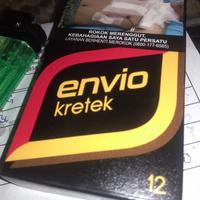 ROKOK MERENGGUT,
KEBAHAGIAAN SAYA SATU PERSATU
LAYANAN BERHENTI MEROKOK (0800-177-6565)
envio
kretek
12